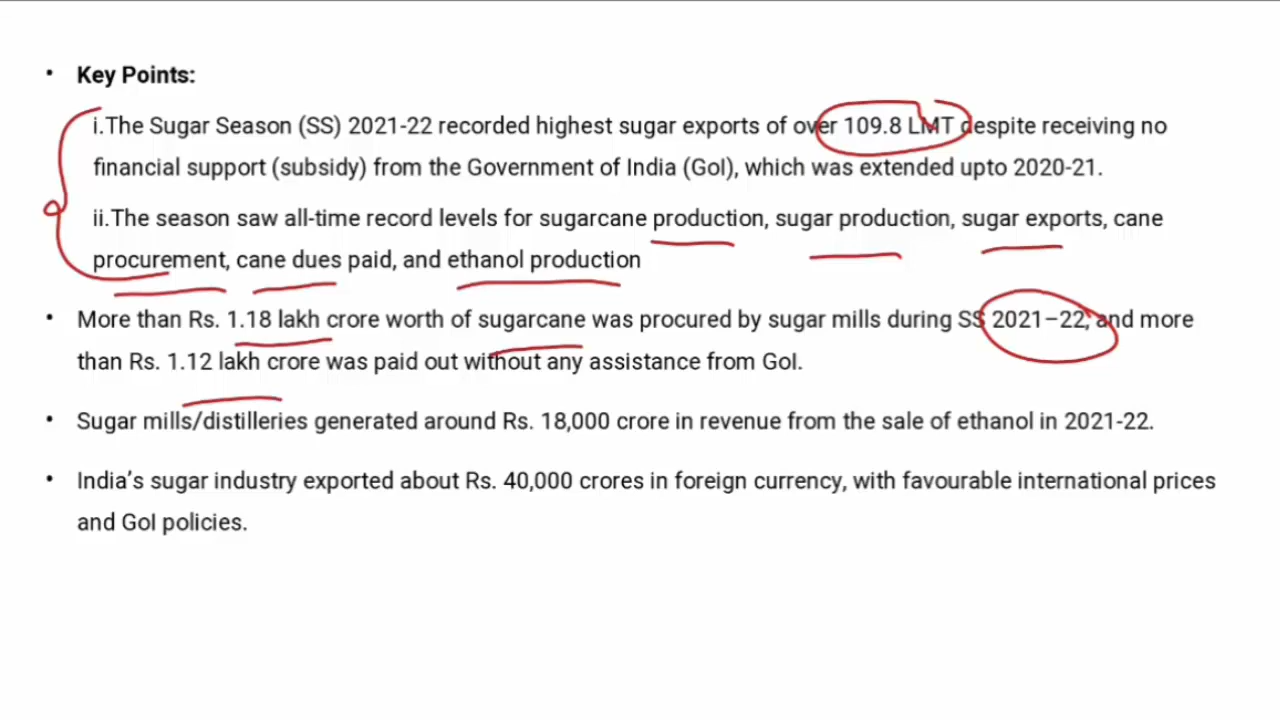 • Key Points:
i.The Sugar Season (SS) 2021-22 recorded highest sugar exports of over 109.8 LMT despite receiving no
financial support (subsidy) from the Government of India (GoI), which was extended upto 2020-21.
ii.The season saw all-time record levels for sugarcane production, sugar production, sugar exports, cane
procurement, cane dues paid, and ethanol production
• More than Rs. 1.18 lakh crore worth of sugarcane was procured by sugar mills during SS 2021–22, and more
than Rs. 1.12 lakh crore was paid out without any assistance from GoI.
• Sugar mills/distilleries generated around Rs. 18,000 crore in revenue from the sale of ethanol in 2021-22.
• India’s sugar industry exported about Rs. 40,000 crores in foreign currency, with favourable international prices
and GoI policies.